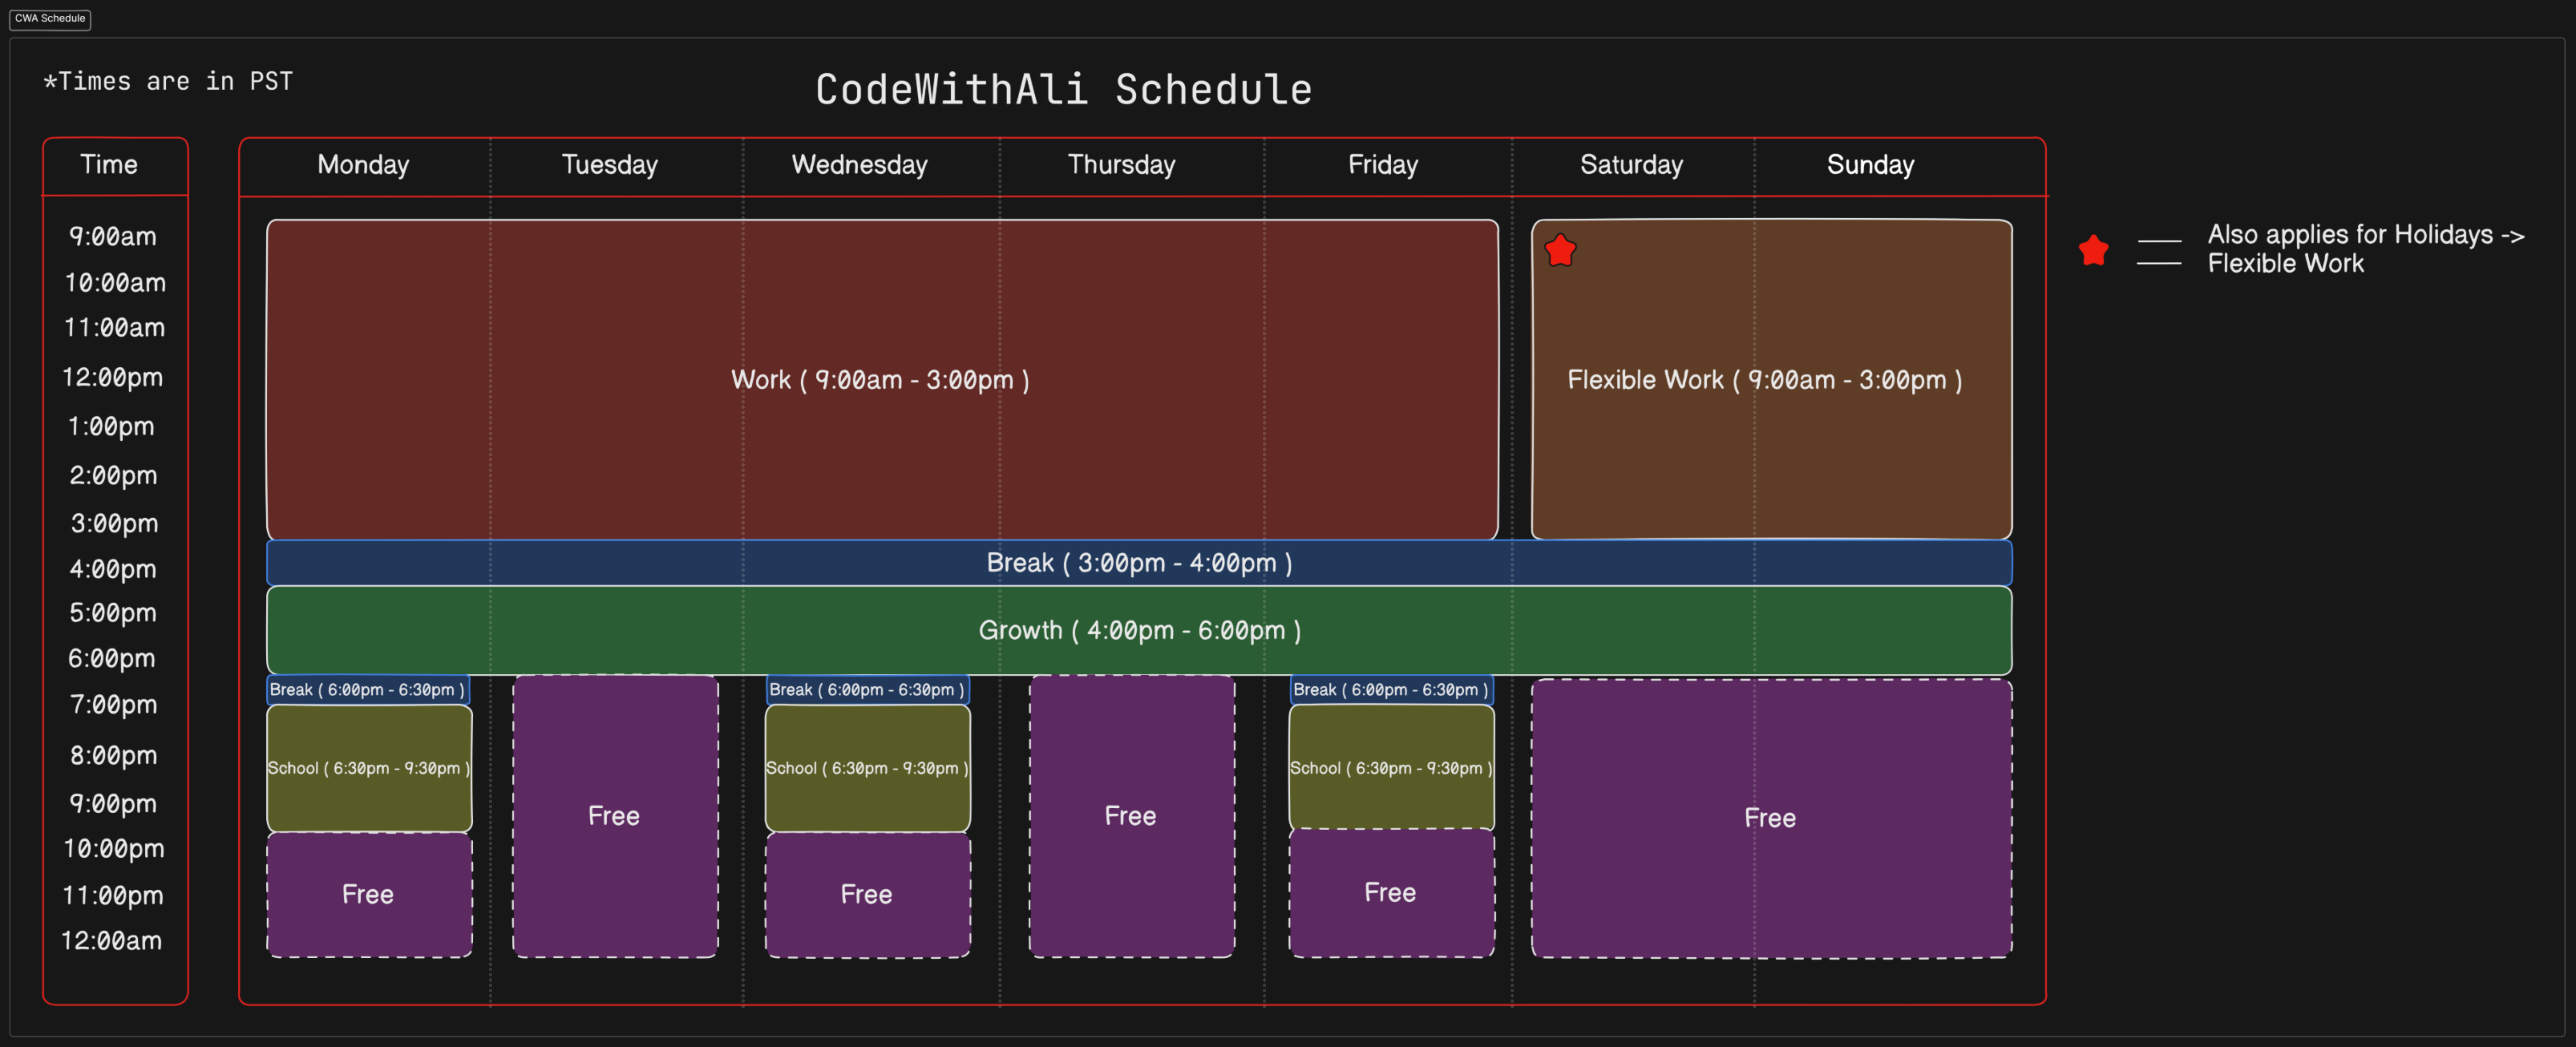 CWA Schedule
*Times are in PST
CodeWithAli Schedule
Time
Monday
Tuesday
Wednesday
Thursday
Friday
Saturday
Sunday
9:00am
10:00am
11:00am
12:00pm
1:00pm
2:00pm
3:00pm
4:00pm
5:00pm
6:00pm
7:00pm
8:00pm
9:00pm
10:00pm
11:00pm
12:00am
Work ( 9:00am - 3:00pm )
Flexible Work ( 9:00am - 3:00pm )
Also applies for Holidays ->
Flexible Work
Break ( 3:00pm - 4:00pm )
Growth ( 4:00pm - 6:00pm )
Break ( 6:00pm - 6:30pm )
School ( 6:30pm - 9:30pm )
Free
Free
Break ( 6:00pm - 6:30pm )
School ( 6:30pm - 9:30pm )
Free
Free
Break ( 6:00pm - 6:30pm )
School ( 6:30pm - 9:30pm )
Free
Free